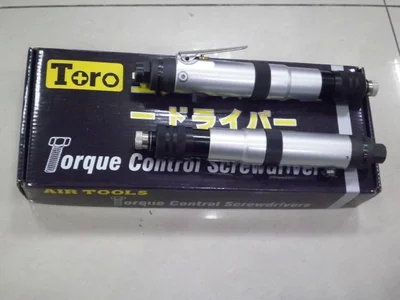 Toro
ードライバー
Torque Control Screwdrivers
AIR TOOLS
Torque Control Screwdrivers